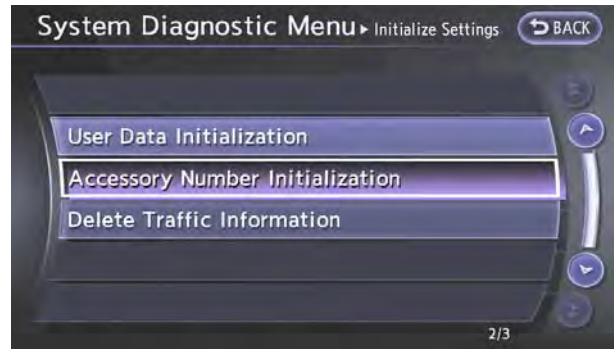 System Diagnostic Menu ▸ Initialize Settings BACK
User Data Initialization
Accessory Number Initialization
Delete Traffic Information
2/3